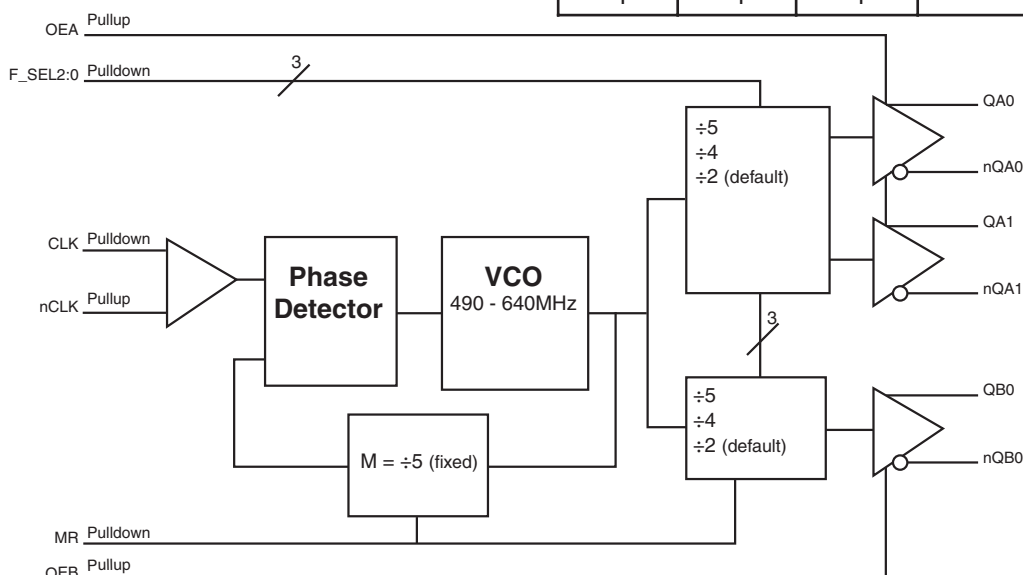 OEA Pullup
F_SEL2:0 Pulldown
3
÷5
÷4
÷2 (default)
QA0
nQA0
QA1
nQA1
CLK Pulldown
nCLK Pullup
Phase
Detector
VCO
490 - 640MHz
3
÷5
÷4
÷2 (default)
QB0
nQB0
M = ÷5 (fixed)
MR Pulldown
OEB Pullup